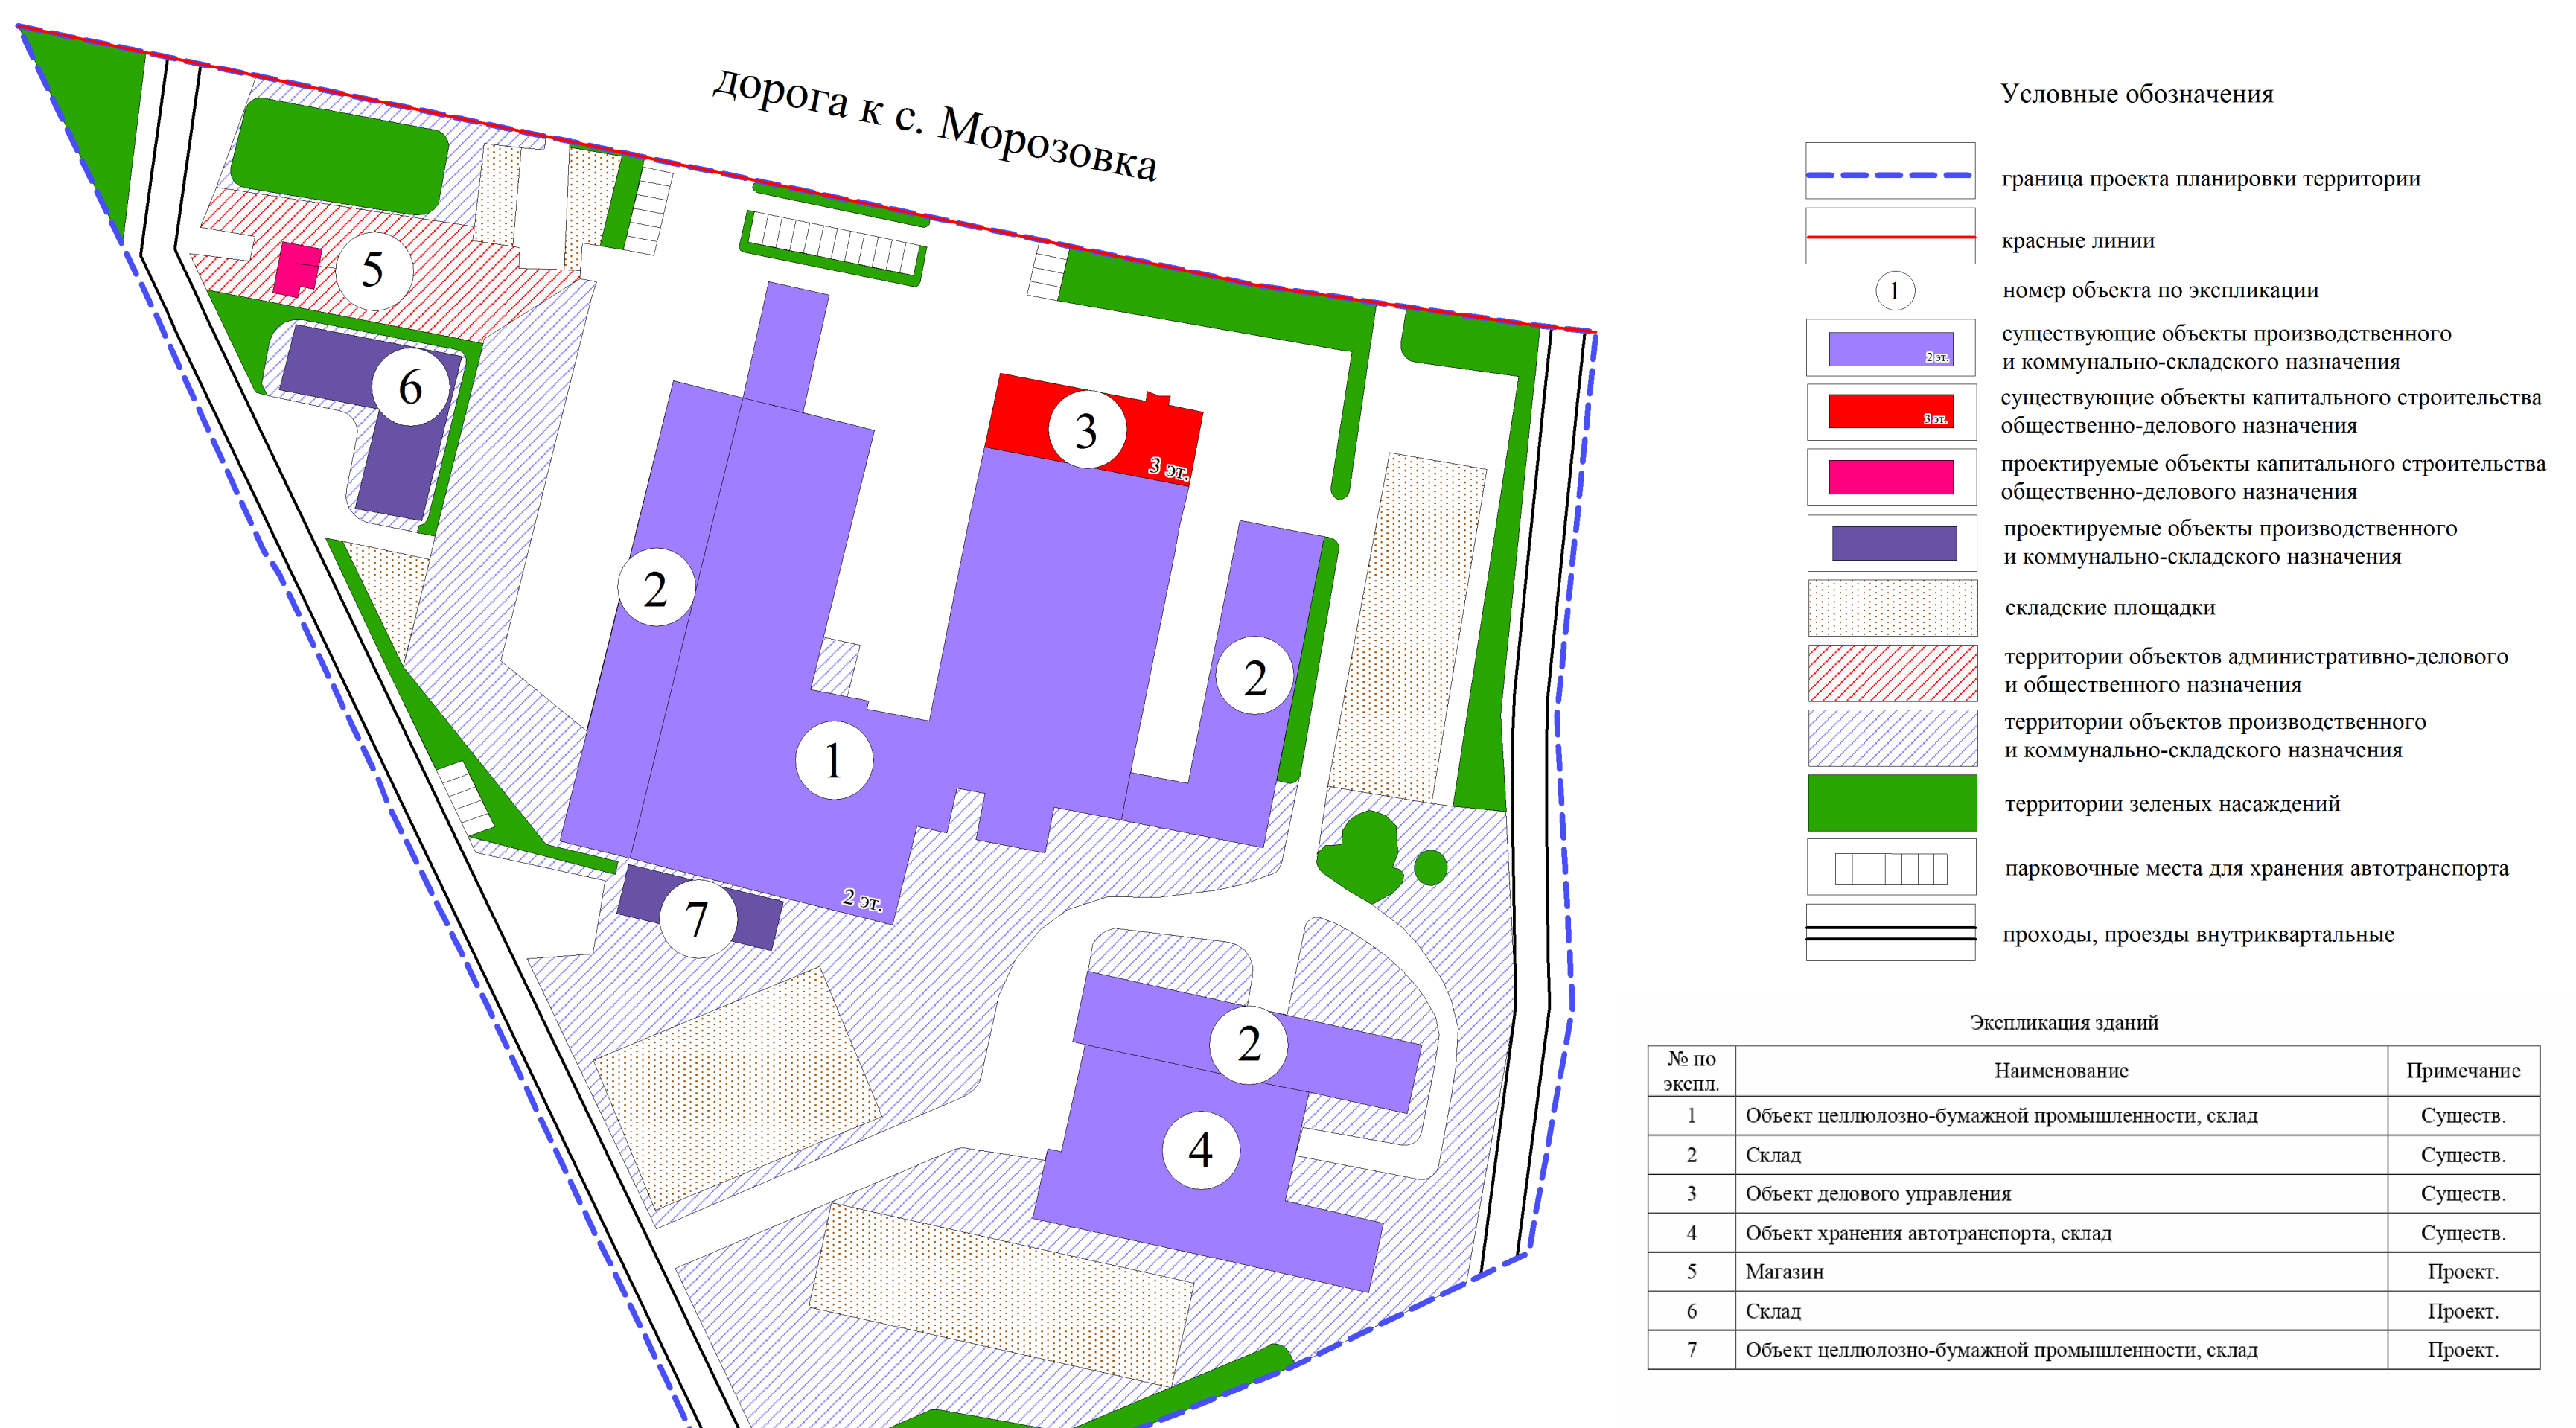 дорога к с. Морозовка
5
6
3
3 эт.
2
2
1
7
2 эт.
2
4
Условные обозначения
граница проекта планировки территории
красные линии
1
номер объекта по экспликации
2 эт.
существующие объекты производственного
и коммунально-складского назначения
3 эт.
существующие объекты капитального строительства
общественно-делового назначения
проектируемые объекты капитального строительства
общественно-делового назначения
проектируемые объекты производственного
и коммунально-складского назначения
складские площадки
территории объектов административно-делового
и общественного назначения
территории объектов производственного
и коммунально-складского назначения
территории зеленых насаждений
парковочные места для хранения автотранспорта
проходы, проезды внутриквартальные
Экспликация зданий
№ по
экспл.
Наименование
Примечание
1 Объект целлюлозно-бумажной промышленности, склад Существ.
2 Склад Существ.
3 Объект делового управления Существ.
4 Объект хранения автотранспорта, склад Существ.
5 Магазин Проект.
6 Склад Проект.
7 Объект целлюлозно-бумажной промышленности, склад Проект.